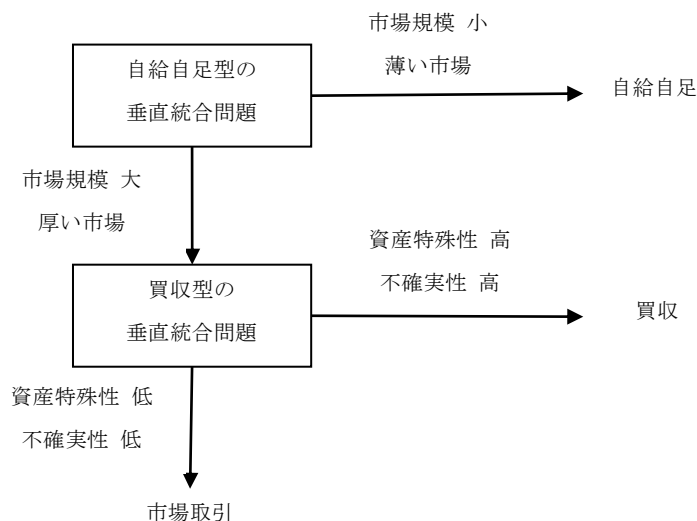 市場規模 小
薄い市場
自給自足型の
垂直統合問題
自給自足
市場規模 大
厚い市場
資産特殊性 高
不確実性 高
買収型の
垂直統合問題
買収
資産特殊性 低
不確実性 低
市場取引